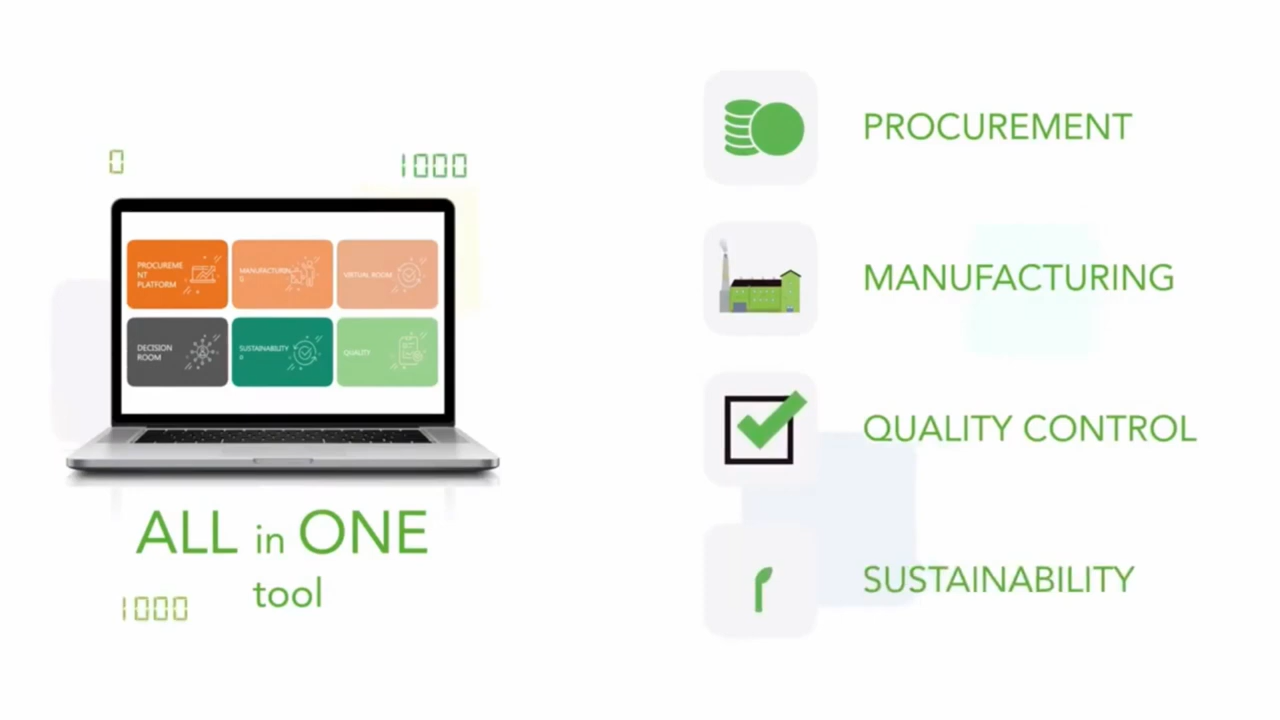 0
1000
PROCUREME
NT
PLATFORM
MANUFACTURIN
G
VIRTUAL ROOM
DECISION
ROOM
SUSTAINABILITY
QUALITY
ALL in ONE
tool
1000
PROCUREMENT
MANUFACTURING
QUALITY CONTROL
SUSTAINABILITY